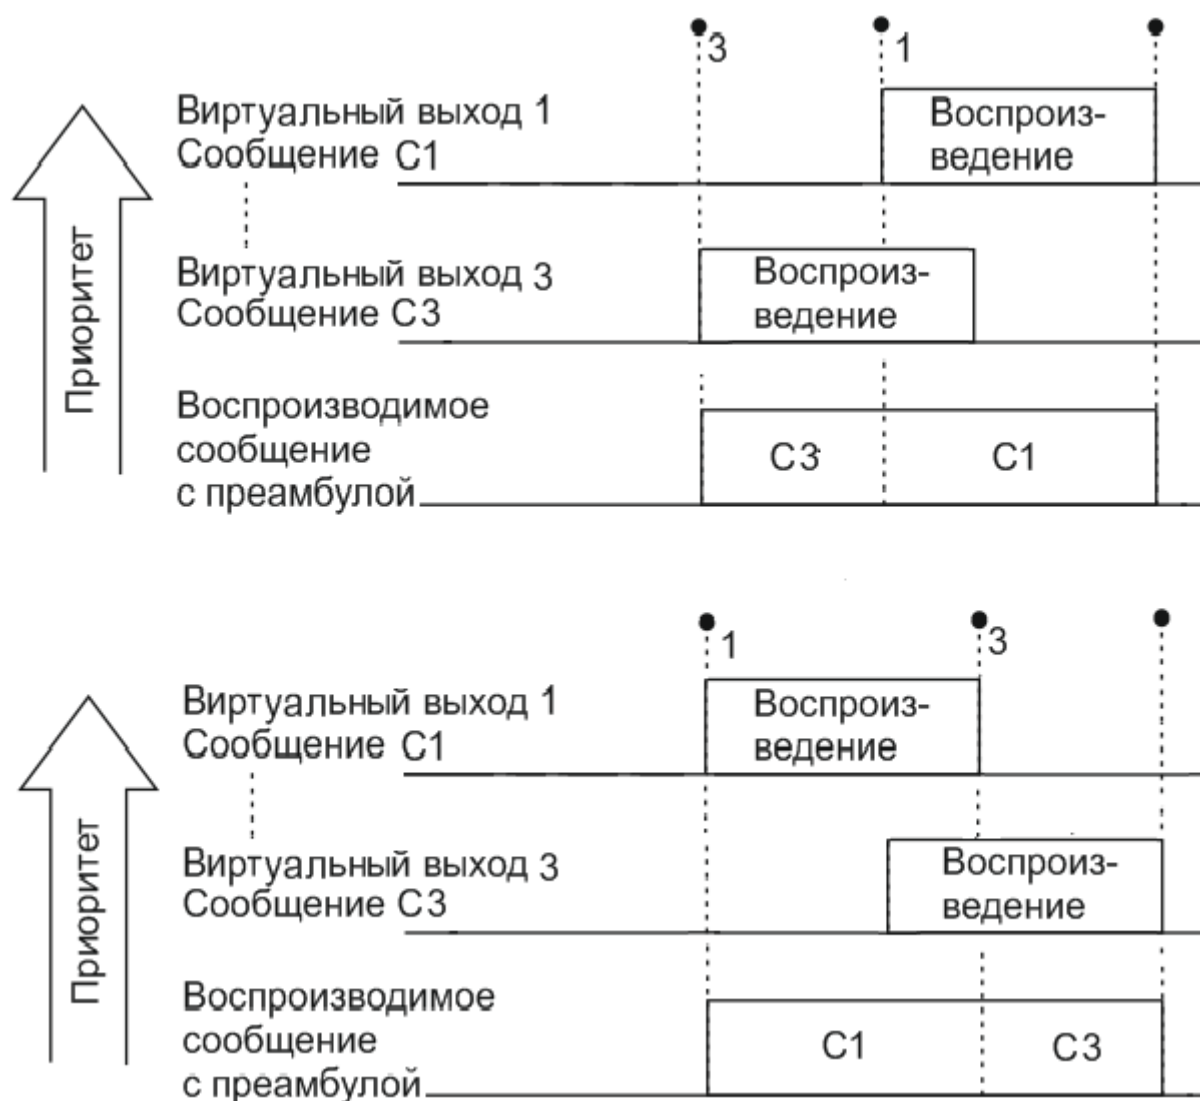 3
1
Виртуальный выход 1
Сообщение С1
Воспроиз-
ведение
Виртуальный выход 3
Сообщение С3
Воспроиз-
ведение
Приоритет
Воспроизводимое
сообщение
с преамбулой
С3
С1
1
3
Виртуальный выход 1
Сообщение С1
Воспроиз-
ведение
Виртуальный выход 3
Сообщение С3
Воспроиз-
ведение
Приоритет
Воспроизводимое
сообщение
с преамбулой
С1
С3